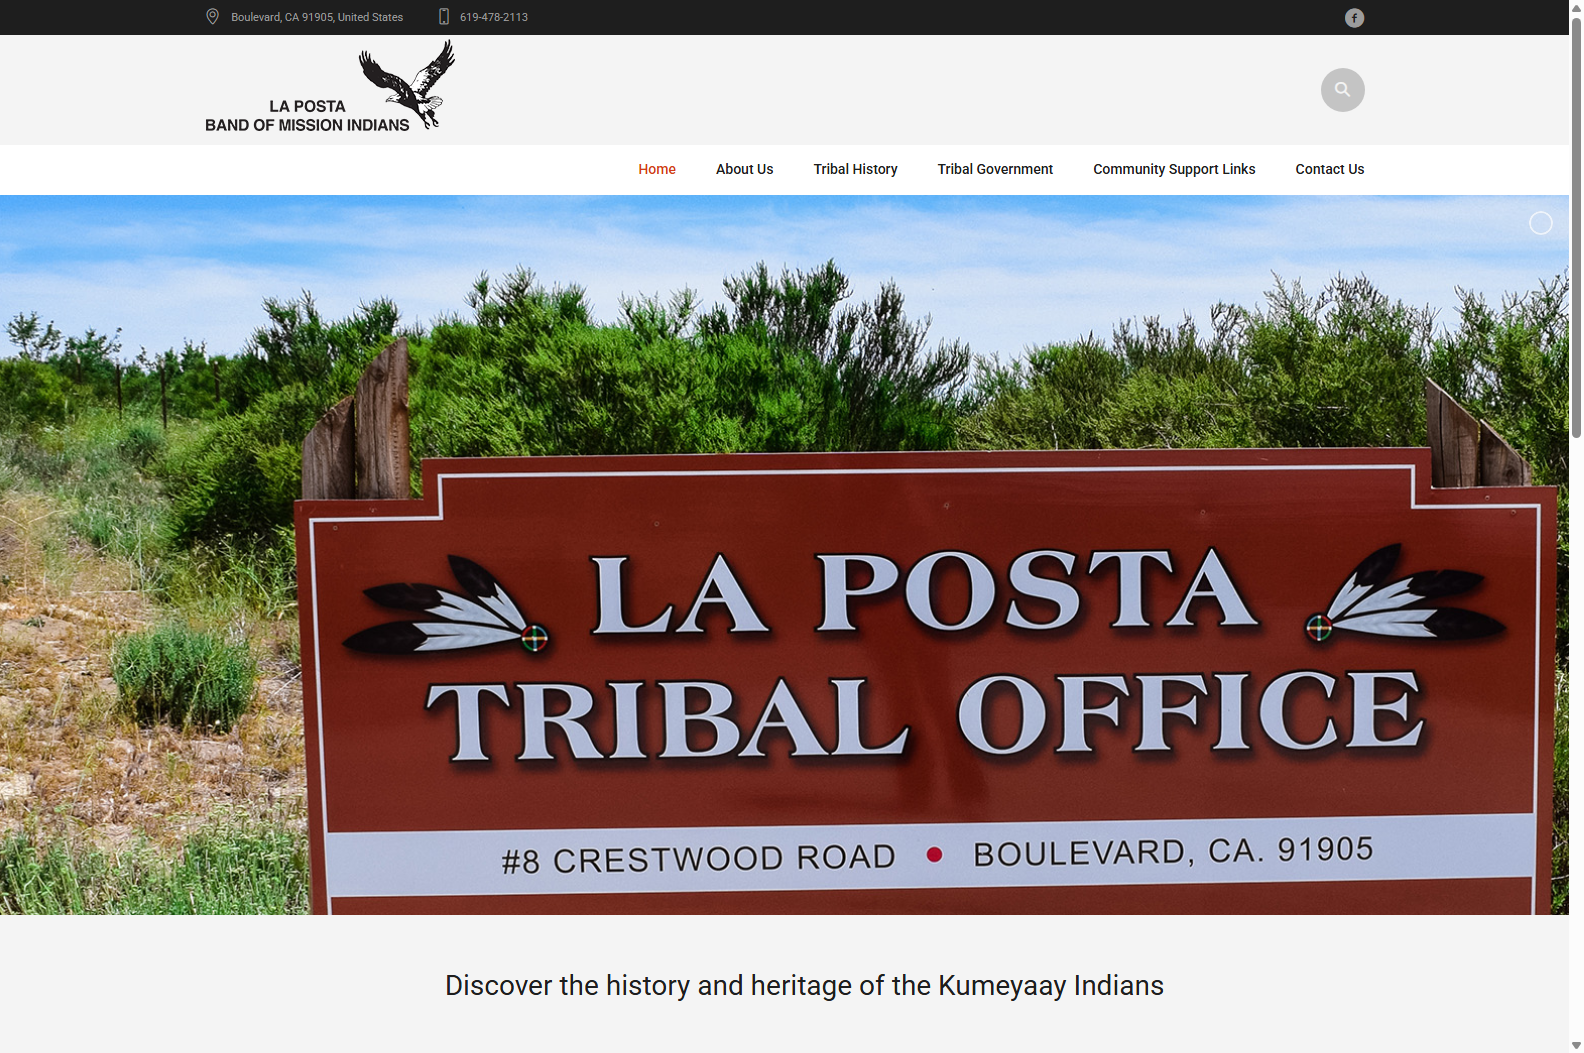 Boulevard, CA 91905, United States
619-478-2113
LA POSTA
BAND OF MISSION INDIANS
Home
About Us
Tribal History
Tribal Government
Community Support Links
Contact Us
LA POSTA
TRIBAL OFFICE
#8 CRESTWOOD ROAD • BOULEVARD, CA. 91905
Discover the history and heritage of the Kumeyaay Indians